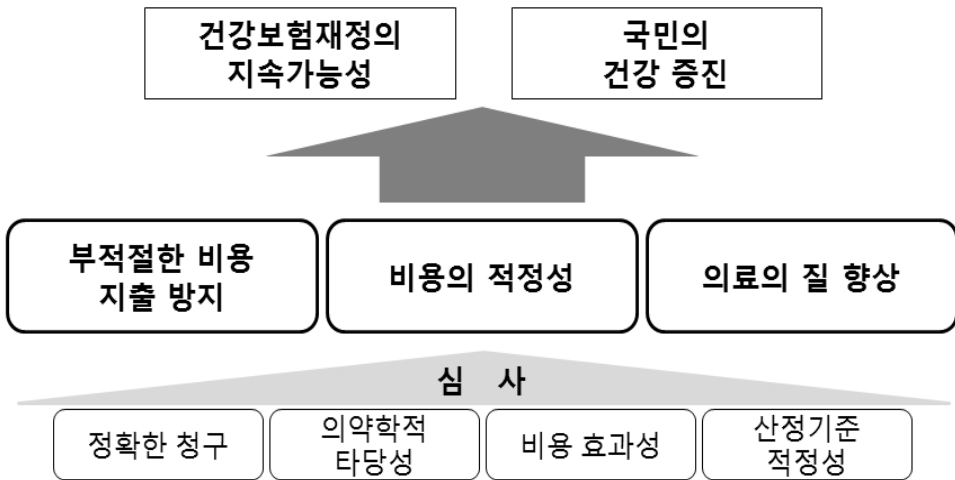 건강보험재정의
지속가능성
국민의
건강 증진
부적절한 비용
지출 방지
비용의 적정성
의료의 질 향상
심 사
정확한 청구
의약학적
타당성
비용 효과성
산정기준
적정성